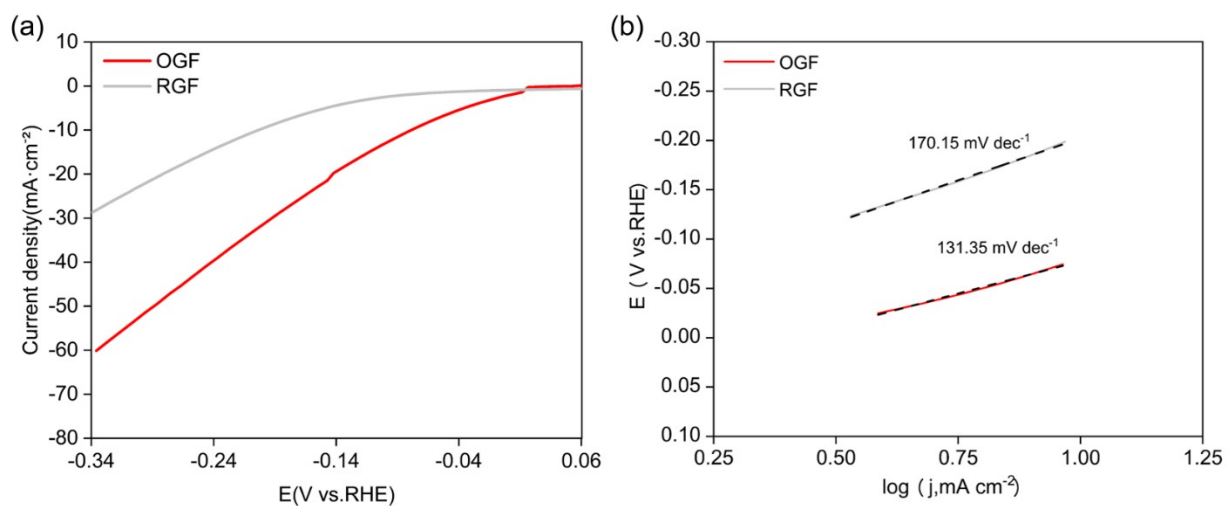 (a)
OGF
RGF
10
0
-10
-20
-30
-40
-50
-60
-70
-80
Current density(mA·cm⁻²)
-0.34
-0.24
-0.14
-0.04
0.06
E(V vs.RHE)
(b)
OGF
RGF
-0.30
-0.25
-0.20
-0.15
-0.10
-0.05
0.00
0.05
0.10
E ( V vs.RHE)
170.15 mV dec⁻¹
131.35 mV dec⁻¹
0.25
0.50
0.75
1.00
1.25
log ( j,mA cm⁻²)